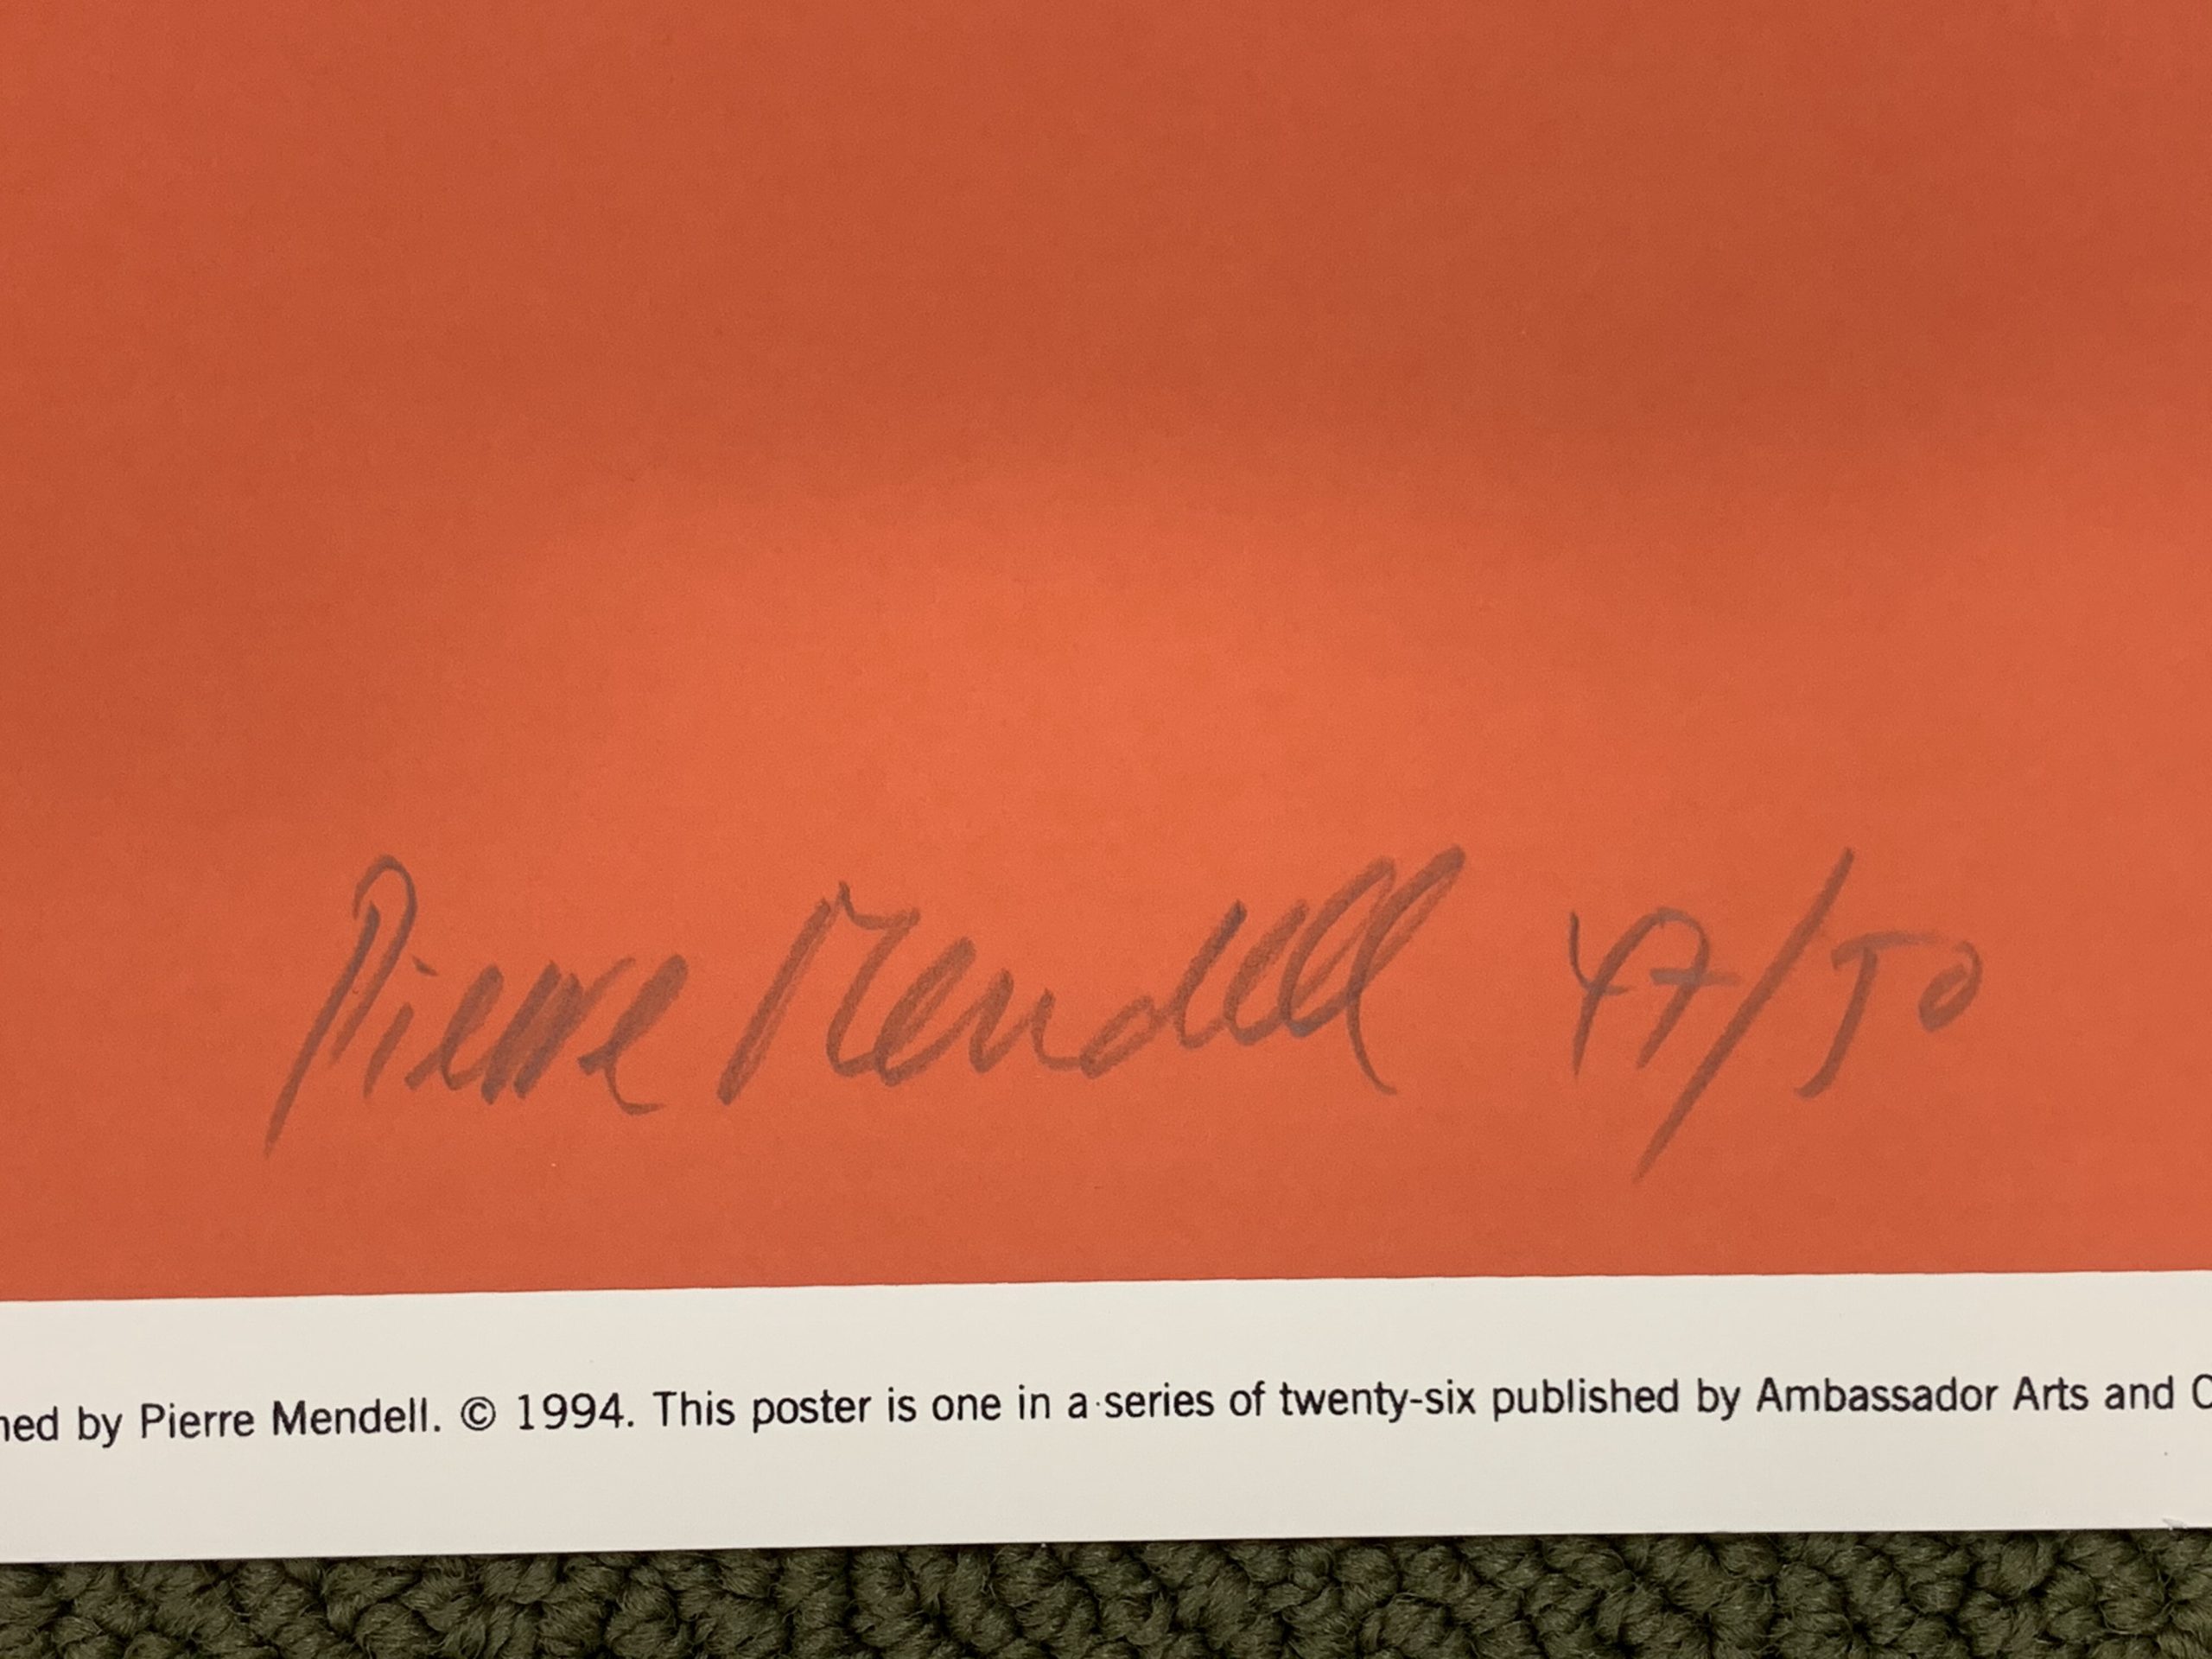 Pierre Mendell 47/50
ned by Pierre Mendell. © 1994. This poster is one in a series of twenty-six published by Ambassador Arts and C